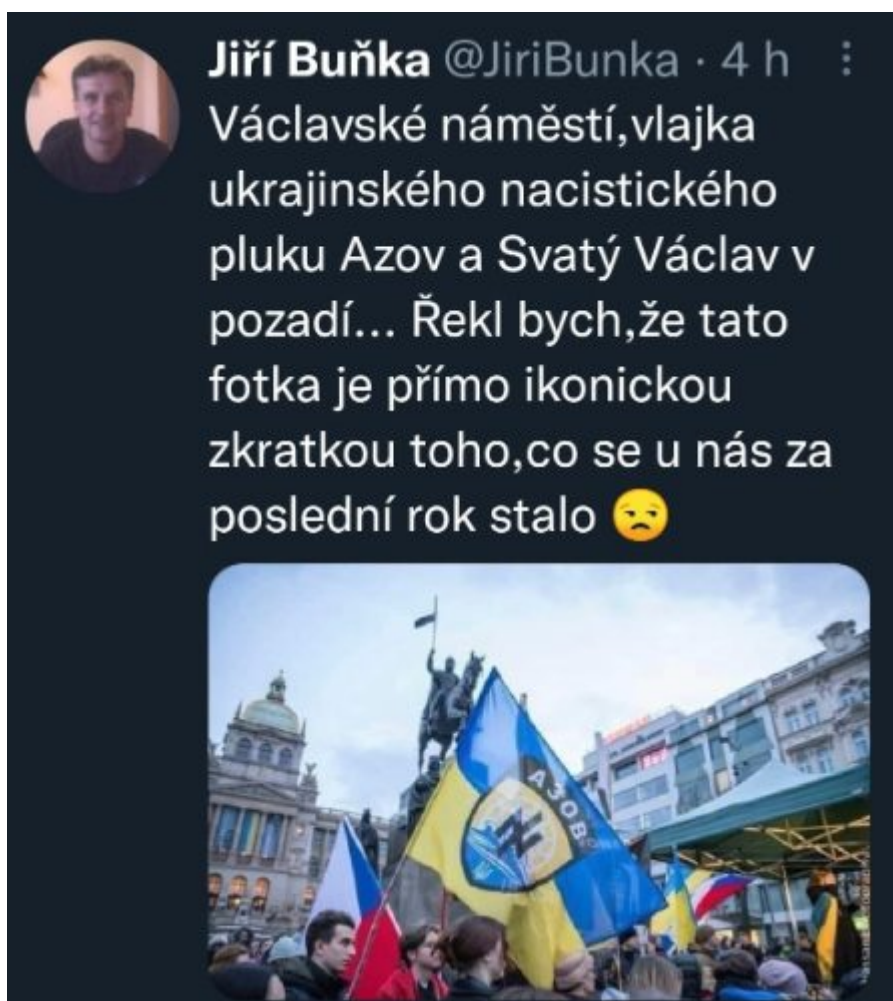 Jiří Buňka @JiriBunka · 4 h
Václavské náměstí,vlajka
ukrajinského nacistického
pluku Azov a Svatý Václav v
pozadí... Řekl bych,že tato
fotka je přímo ikonickou
zkratkou toho,co se u nás za
poslední rok stalo 😒
АЗОВ